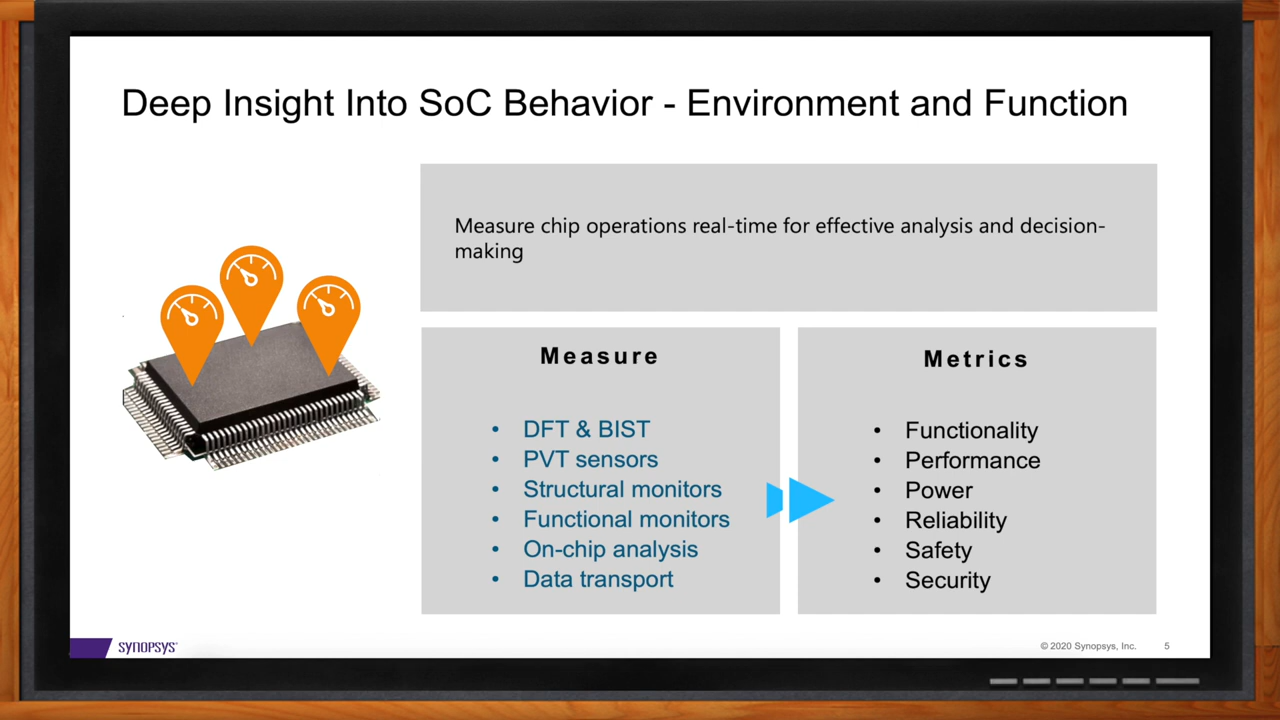 Deep Insight Into SoC Behavior - Environment and Function
Measure chip operations real-time for effective analysis and decision-
making
Measure
• DFT & BIST
• PVT sensors
• Structural monitors
• Functional monitors
• On-chip analysis
• Data transport
Metrics
• Functionality
• Performance
• Power
• Reliability
• Safety
• Security
SYNOPSYS®
© 2020 Synopsys, Inc. 5